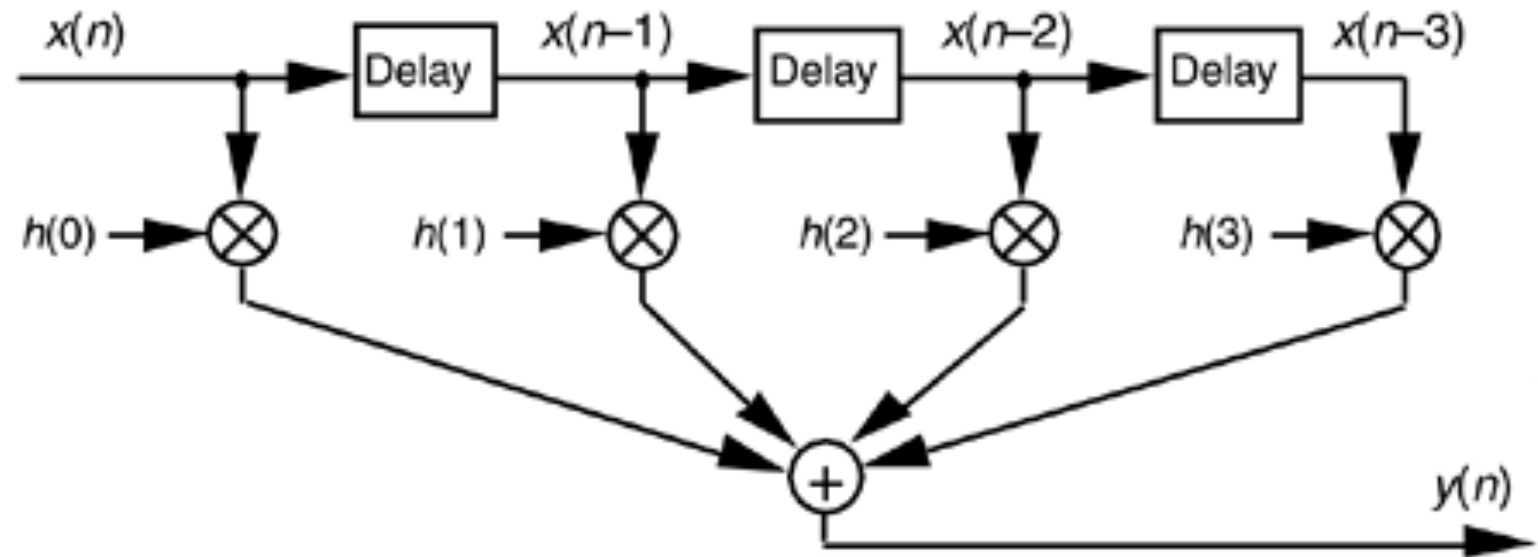 x(n) x(n–1) x(n–2) x(n–3)
Delay Delay Delay
h(0) h(1) h(2) h(3)
+
y(n)